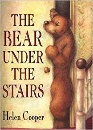 THE
BEAR
UNDER
THE
STAIRS
Helen Cooper